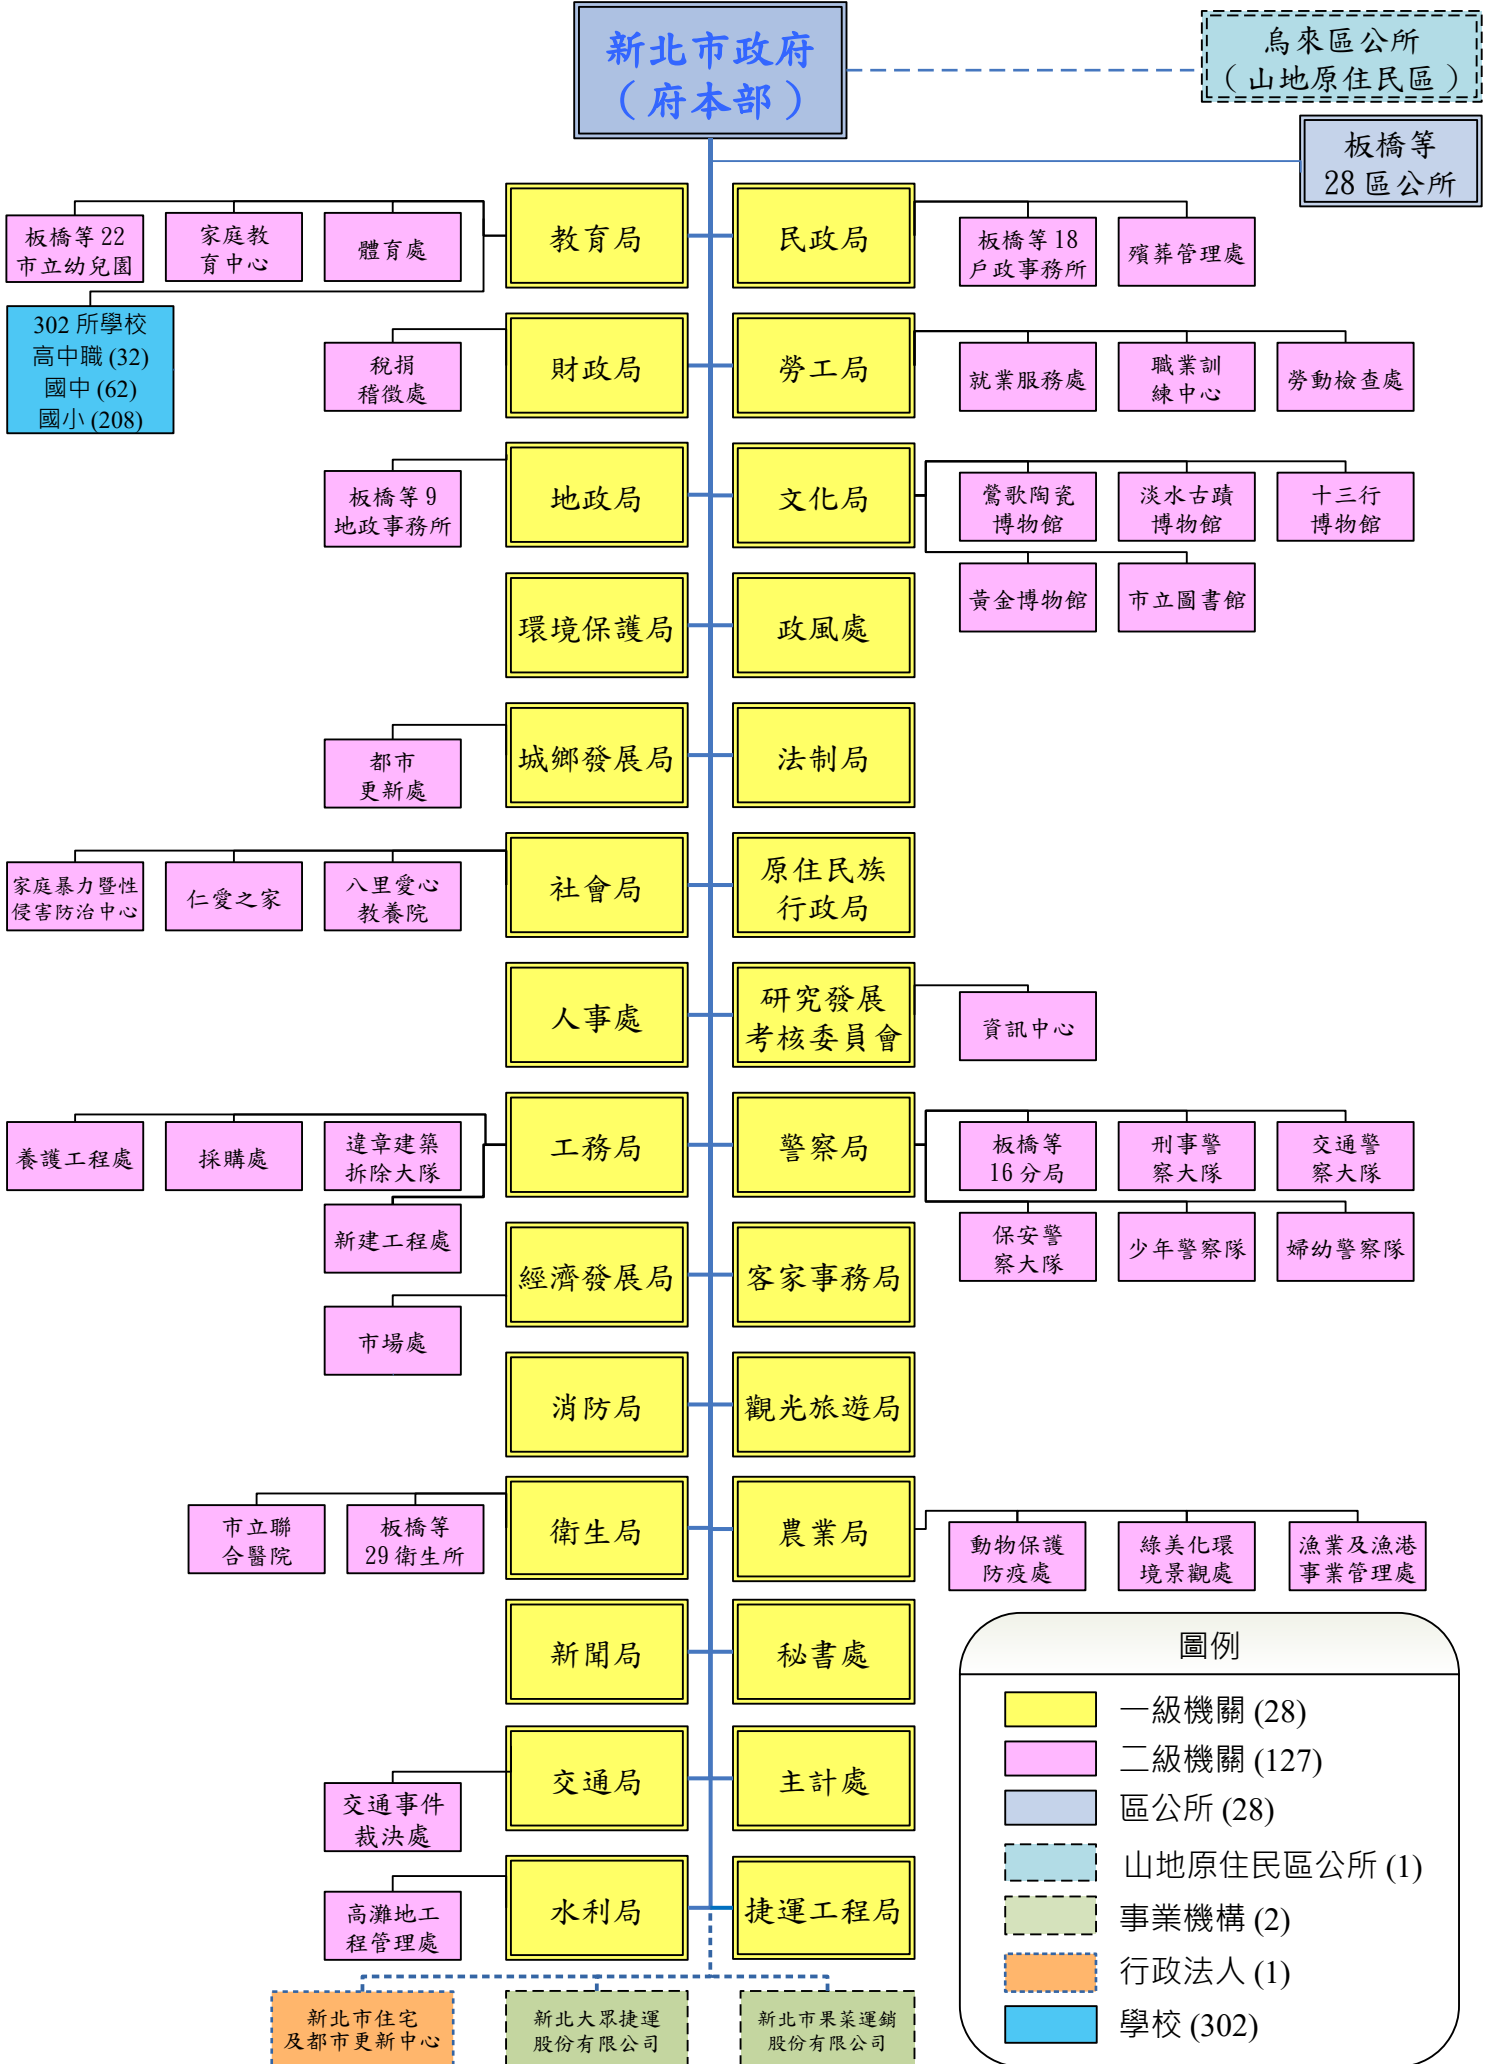 新北市政府
(府本部)
烏來區公所
(山地原住民區)
板橋等
28 區公所
板橋等 22
市立幼兒園
家庭教
育中心
體育處
教育局
民政局
板橋等 18
戶政事務所
殯葬管理處
302 所學校
高中職 (32)
國中 (62)
國小 (208)
稅捐
稽徵處
財政局
勞工局
就業服務處
職業訓
練中心
勞動檢查處
板橋等 9
地政事務所
地政局
文化局
鶯歌陶瓷
博物館
淡水古蹟
博物館
十三行
博物館
黃金博物館
市立圖書館
環境保護局
政風處
都市
更新處
城鄉發展局
法制局
家庭暴力暨性
侵害防治中心
仁愛之家
八里愛心
教養院
社會局
原住民族
行政局
人事處
研究發展
考核委員會
資訊中心
養護工程處
採購處
違章建築
拆除大隊
新建工程處
工務局
警察局
板橋等
16 分局
刑事警
察大隊
交通警
察大隊
保安警
察大隊
少年警察隊
婦幼警察隊
市場處
經濟發展局
客家事務局
消防局
觀光旅遊局
市立聯
合醫院
板橋等
29 衛生所
衛生局
農業局
動物保護
防疫處
綠美化環
境景觀處
漁業及漁港
事業管理處
新聞局
秘書處
交通事件
裁決處
交通局
主計處
高灘地工
程管理處
水利局
捷運工程局
新北市住宅
及都市更新中心
新北大眾捷運
股份有限公司
新北市果菜運銷
股份有限公司
圖例
一級機關 (28)
二級機關 (127)
區公所 (28)
山地原住民區公所 (1)
事業機構 (2)
行政法人 (1)
學校 (302)